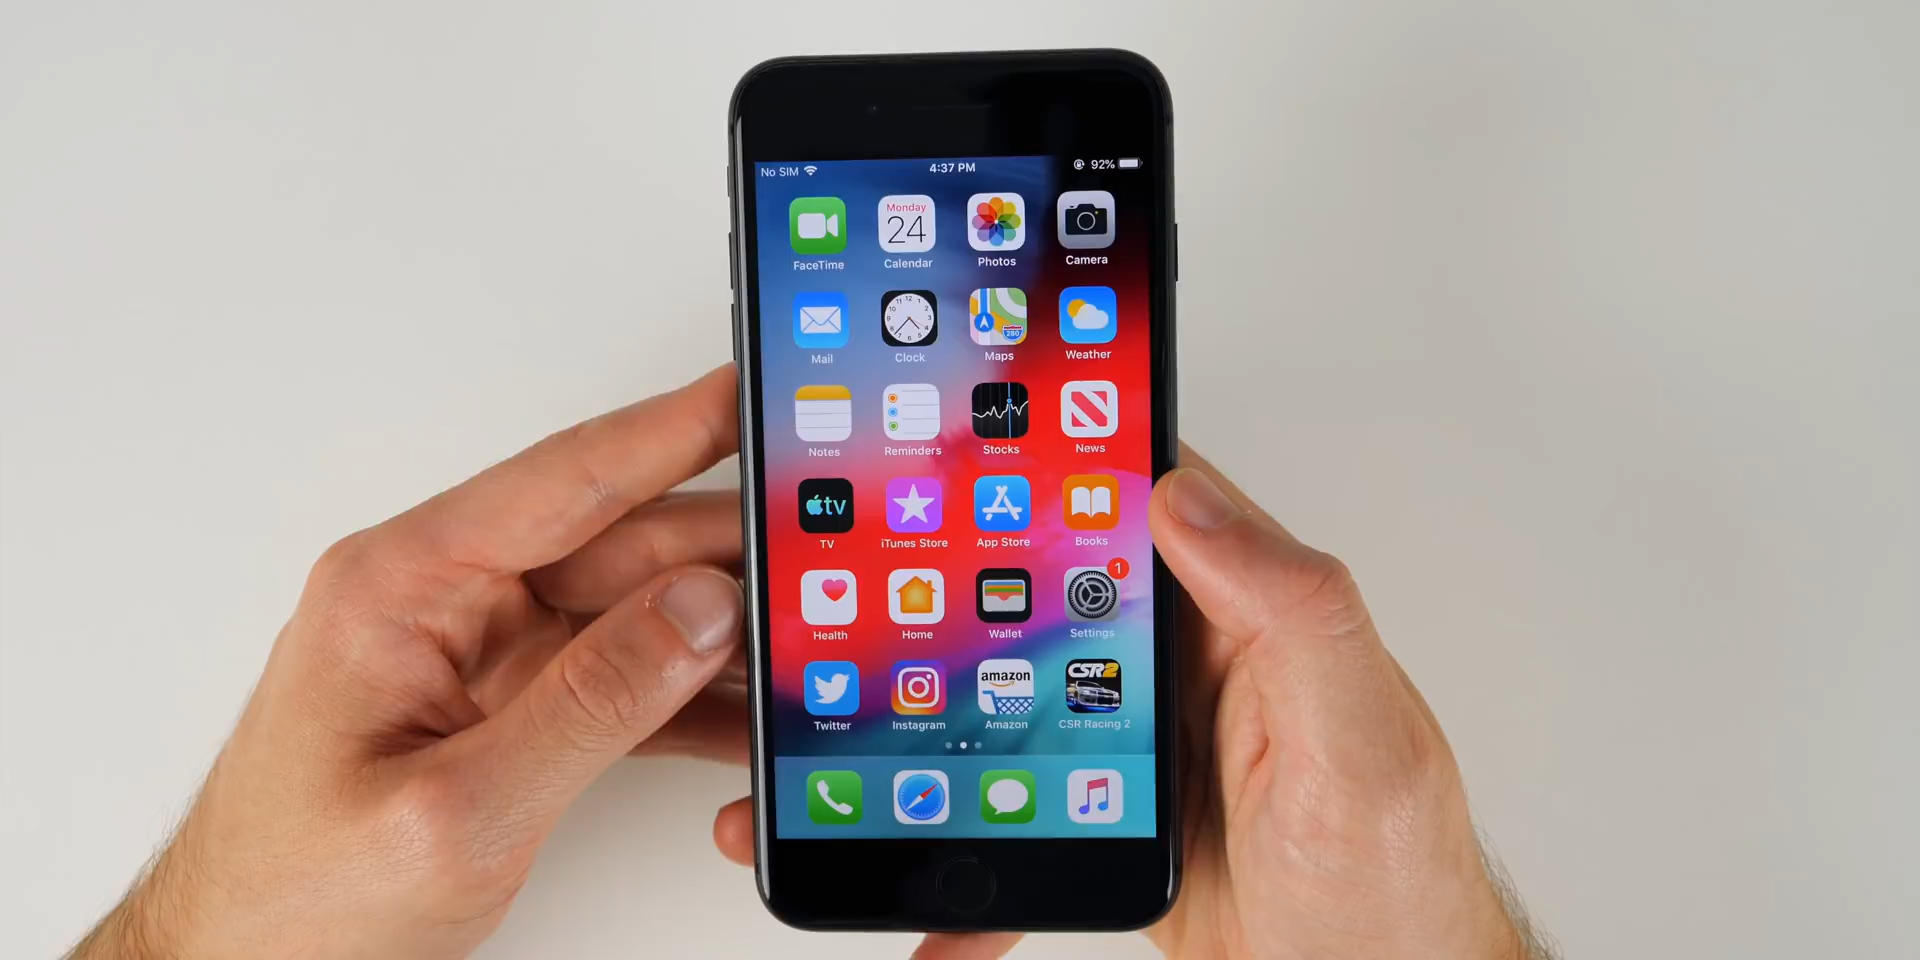 No SIM 4:37 PM 92%
Monday
24
FaceTime Calendar Photos Camera
280
Mail Clock Maps Weather
Notes Reminders Stocks News
tv
TV iTunes Store App Store Books
1
Health Home Wallet Settings
amazon CSR2
Twitter Instagram Amazon CSR Racing 2